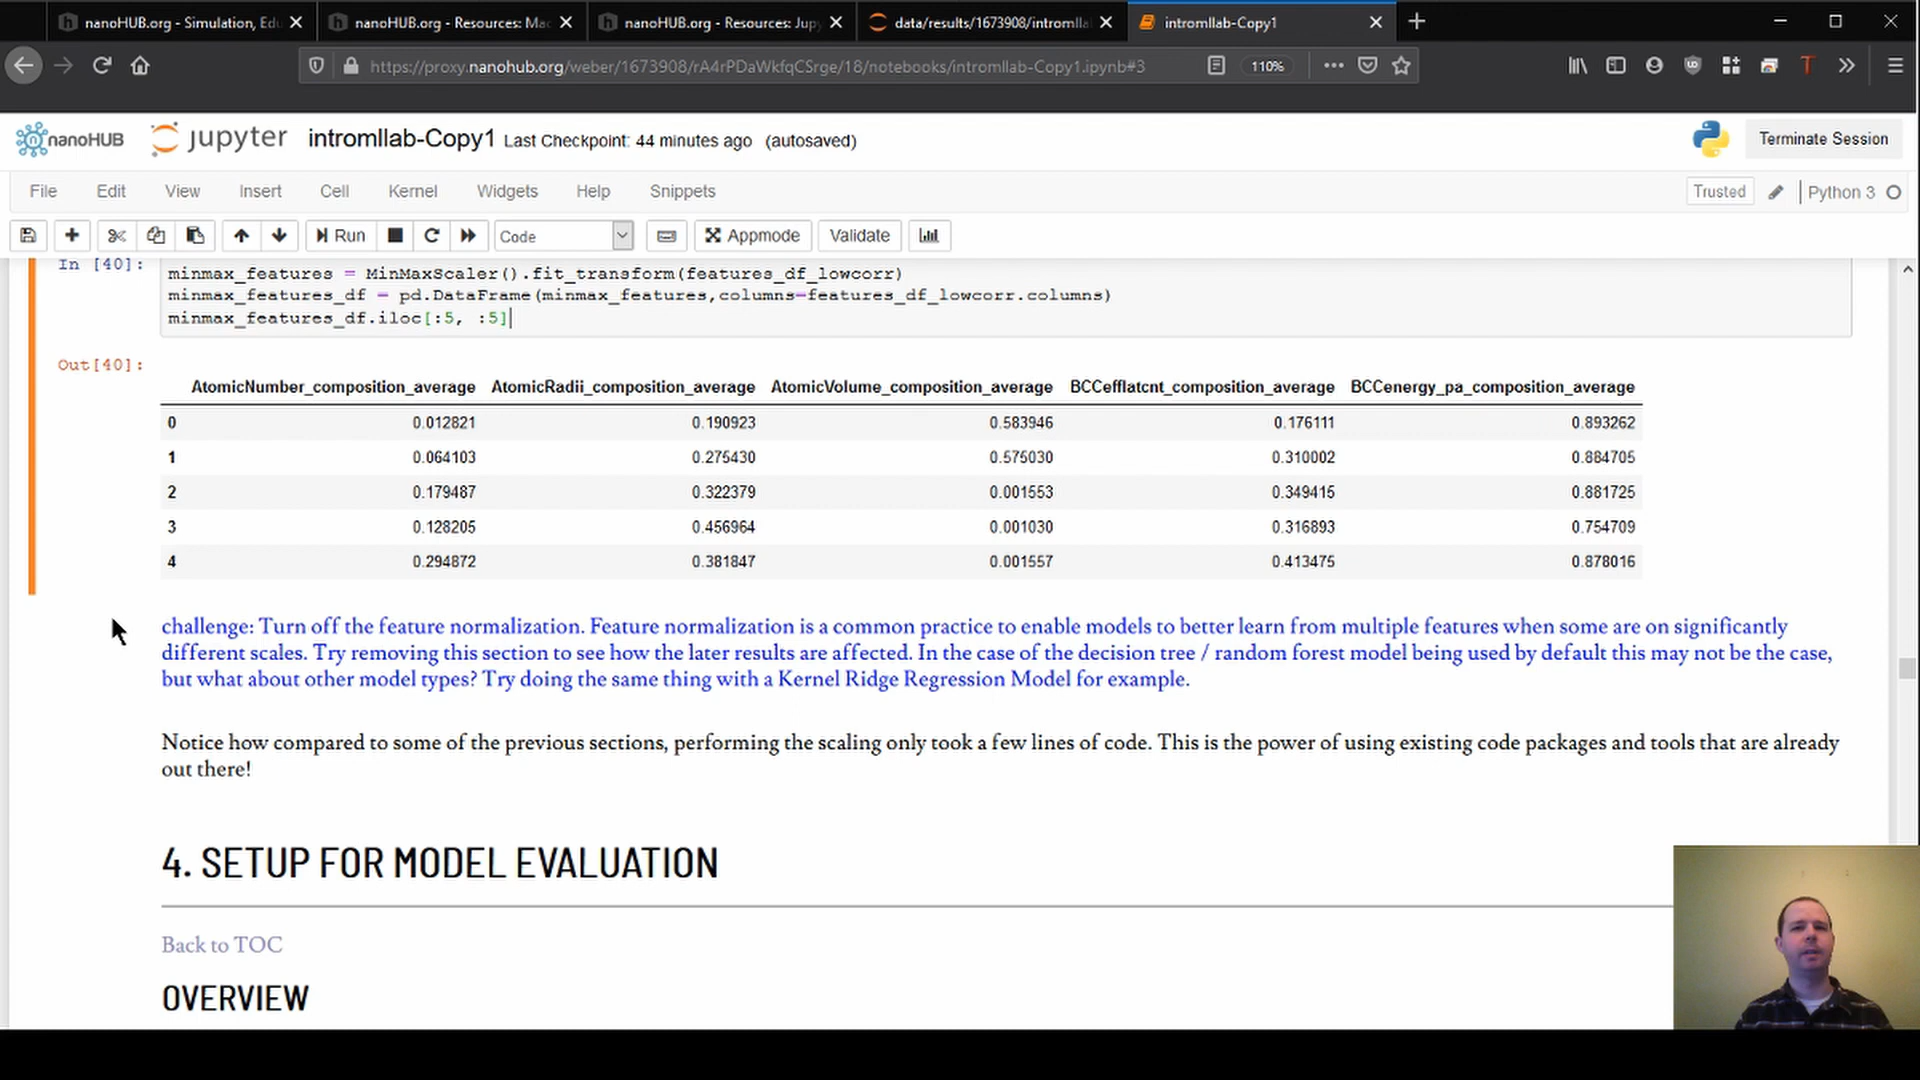 nanoHUB.org - Simulation, Edu
nanoHUB.org - Resources: Mac
nanoHUB.org - Resources: Jupy
data/results/1673908/intromllab
intromllab-Copy1
https://proxy.nanohub.org/weber/1673908/rA4rPDaWkfqCSrge/18/notebooks/intromllab-Copy1.ipynb#3
110%
nanoHUB
jupyter
intromllab-Copy1 Last Checkpoint: 44 minutes ago (autosaved)
Terminate Session
File Edit View Insert Cell Kernel Widgets Help Snippets
Trusted
Python 3
Run
Code
Appmode
Validate
In [40]:
minmax_features = MinMaxScaler().fit_transform(features_df_lowcorr)
minmax_features_df = pd.DataFrame(minmax_features,columns=features_df_lowcorr.columns)
minmax_features_df.iloc[:5, :5]
Out[40]:
AtomicNumber_composition_average AtomicRadii_composition_average AtomicVolume_composition_average BCCefflatcnt_composition_average BCCenergy_pa_composition_average
0 0.012821 0.190923 0.583946 0.176111 0.893262
1 0.064103 0.275430 0.575030 0.310002 0.884705
2 0.179487 0.322379 0.001553 0.349415 0.881725
3 0.128205 0.456964 0.001030 0.316893 0.754709
4 0.294872 0.381847 0.001557 0.413475 0.878016
challenge: Turn off the feature normalization. Feature normalization is a common practice to enable models to better learn from multiple features when some are on significantly
different scales. Try removing this section to see how the later results are affected. In the case of the decision tree / random forest model being used by default this may not be the case,
but what about other model types? Try doing the same thing with a Kernel Ridge Regression Model for example.
Notice how compared to some of the previous sections, performing the scaling only took a few lines of code. This is the power of using existing code packages and tools that are already
out there!
4. SETUP FOR MODEL EVALUATION
Back to TOC
OVERVIEW